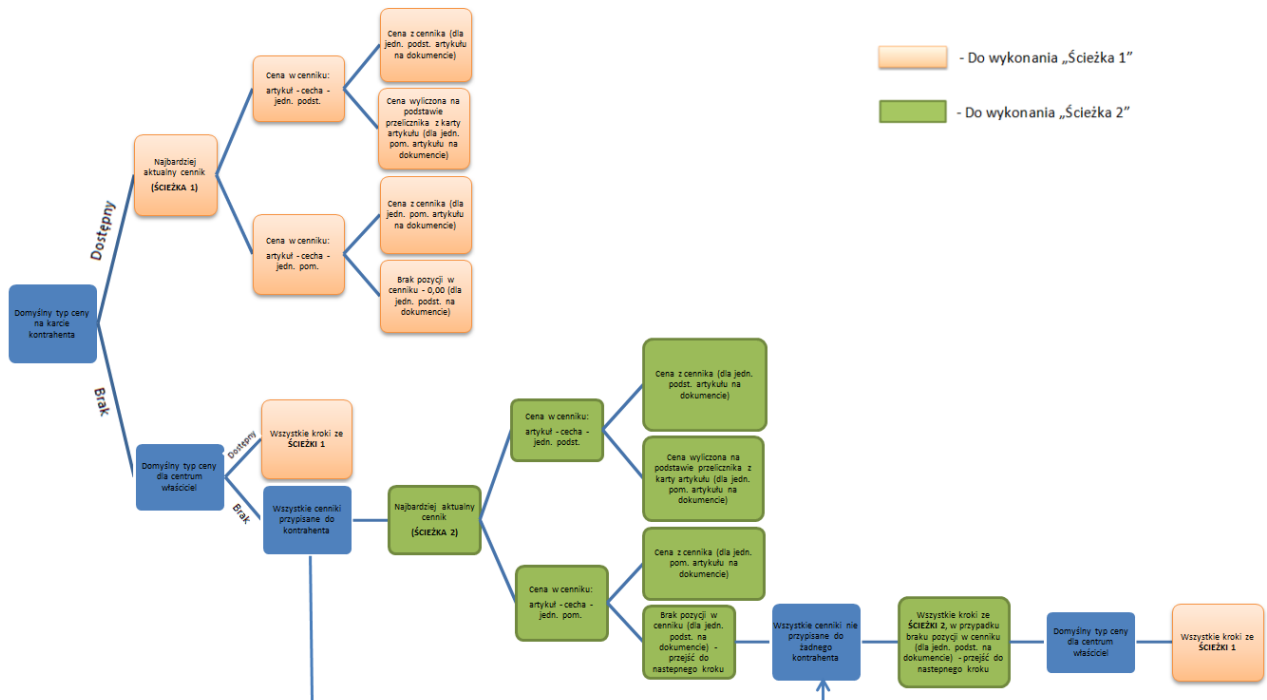 Cena z cennika (dla
jedn. podst. artykułu
na dokumencie)
Cena w cenniku:
artykuł - cecha -
jedn. podst.
Cena wyliczona na
podstawie
przelicznika z karty
artykułu (dla jedn.
pom. artykułu na
dokumencie)
Najbardziej
aktualny cennik
(ŚCIEŻKA 1)
Cena z cennika (dla
jedn. pom. artykułu
na dokumencie)
Cena w cenniku:
artykuł - cecha -
jedn. pom.
Brak pozycji w
cenniku - 0,00 (dla
jedn. podst. na
dokumencie)
- Do wykonania „Ścieżka 1”
- Do wykonania „Ścieżka 2”
Dostępny
Domyślny typ ceny
na karcie
kontrahenta
Brak
Domyślny typ ceny
dla centrum
właściciel
Dostępny
Wszystkie kroki ze
ŚCIEŻKI 1
Brak
Wszystkie cenniki
przypisane do
kontrahenta
Najbardziej aktualny
cennik
(ŚCIEŻKA 2)
Cena w cenniku:
artykuł - cecha -
jedn. podst.
Cena z cennika (dla jedn.
podst. artykułu na
dokumencie)
Cena wyliczona na
podstawie przelicznika z
karty artykułu (dla jedn.
pom. artykułu na
dokumencie)
Cena w cenniku:
artykuł - cecha -
jedn. pom.
Cena z cennika (dla jedn.
pom. artykułu na
dokumencie)
Brak pozycji w
cenniku (dla jedn.
podst. na
dokumencie) -
przejść do
nastepnego kroku
Wszystkie cenniki nie
przypisane do
żadnego
kontrahenta
Wszystkie kroki ze
ŚCIEŻKI 2, w przypadku
braku pozycji w cenniku
(dla jedn. podst. na
dokumencie) - przejść do
nastepnego kroku
Domyślny typ ceny
dla centrum
właściciel
Wszystkie kroki ze
ŚCIEŻKI 1